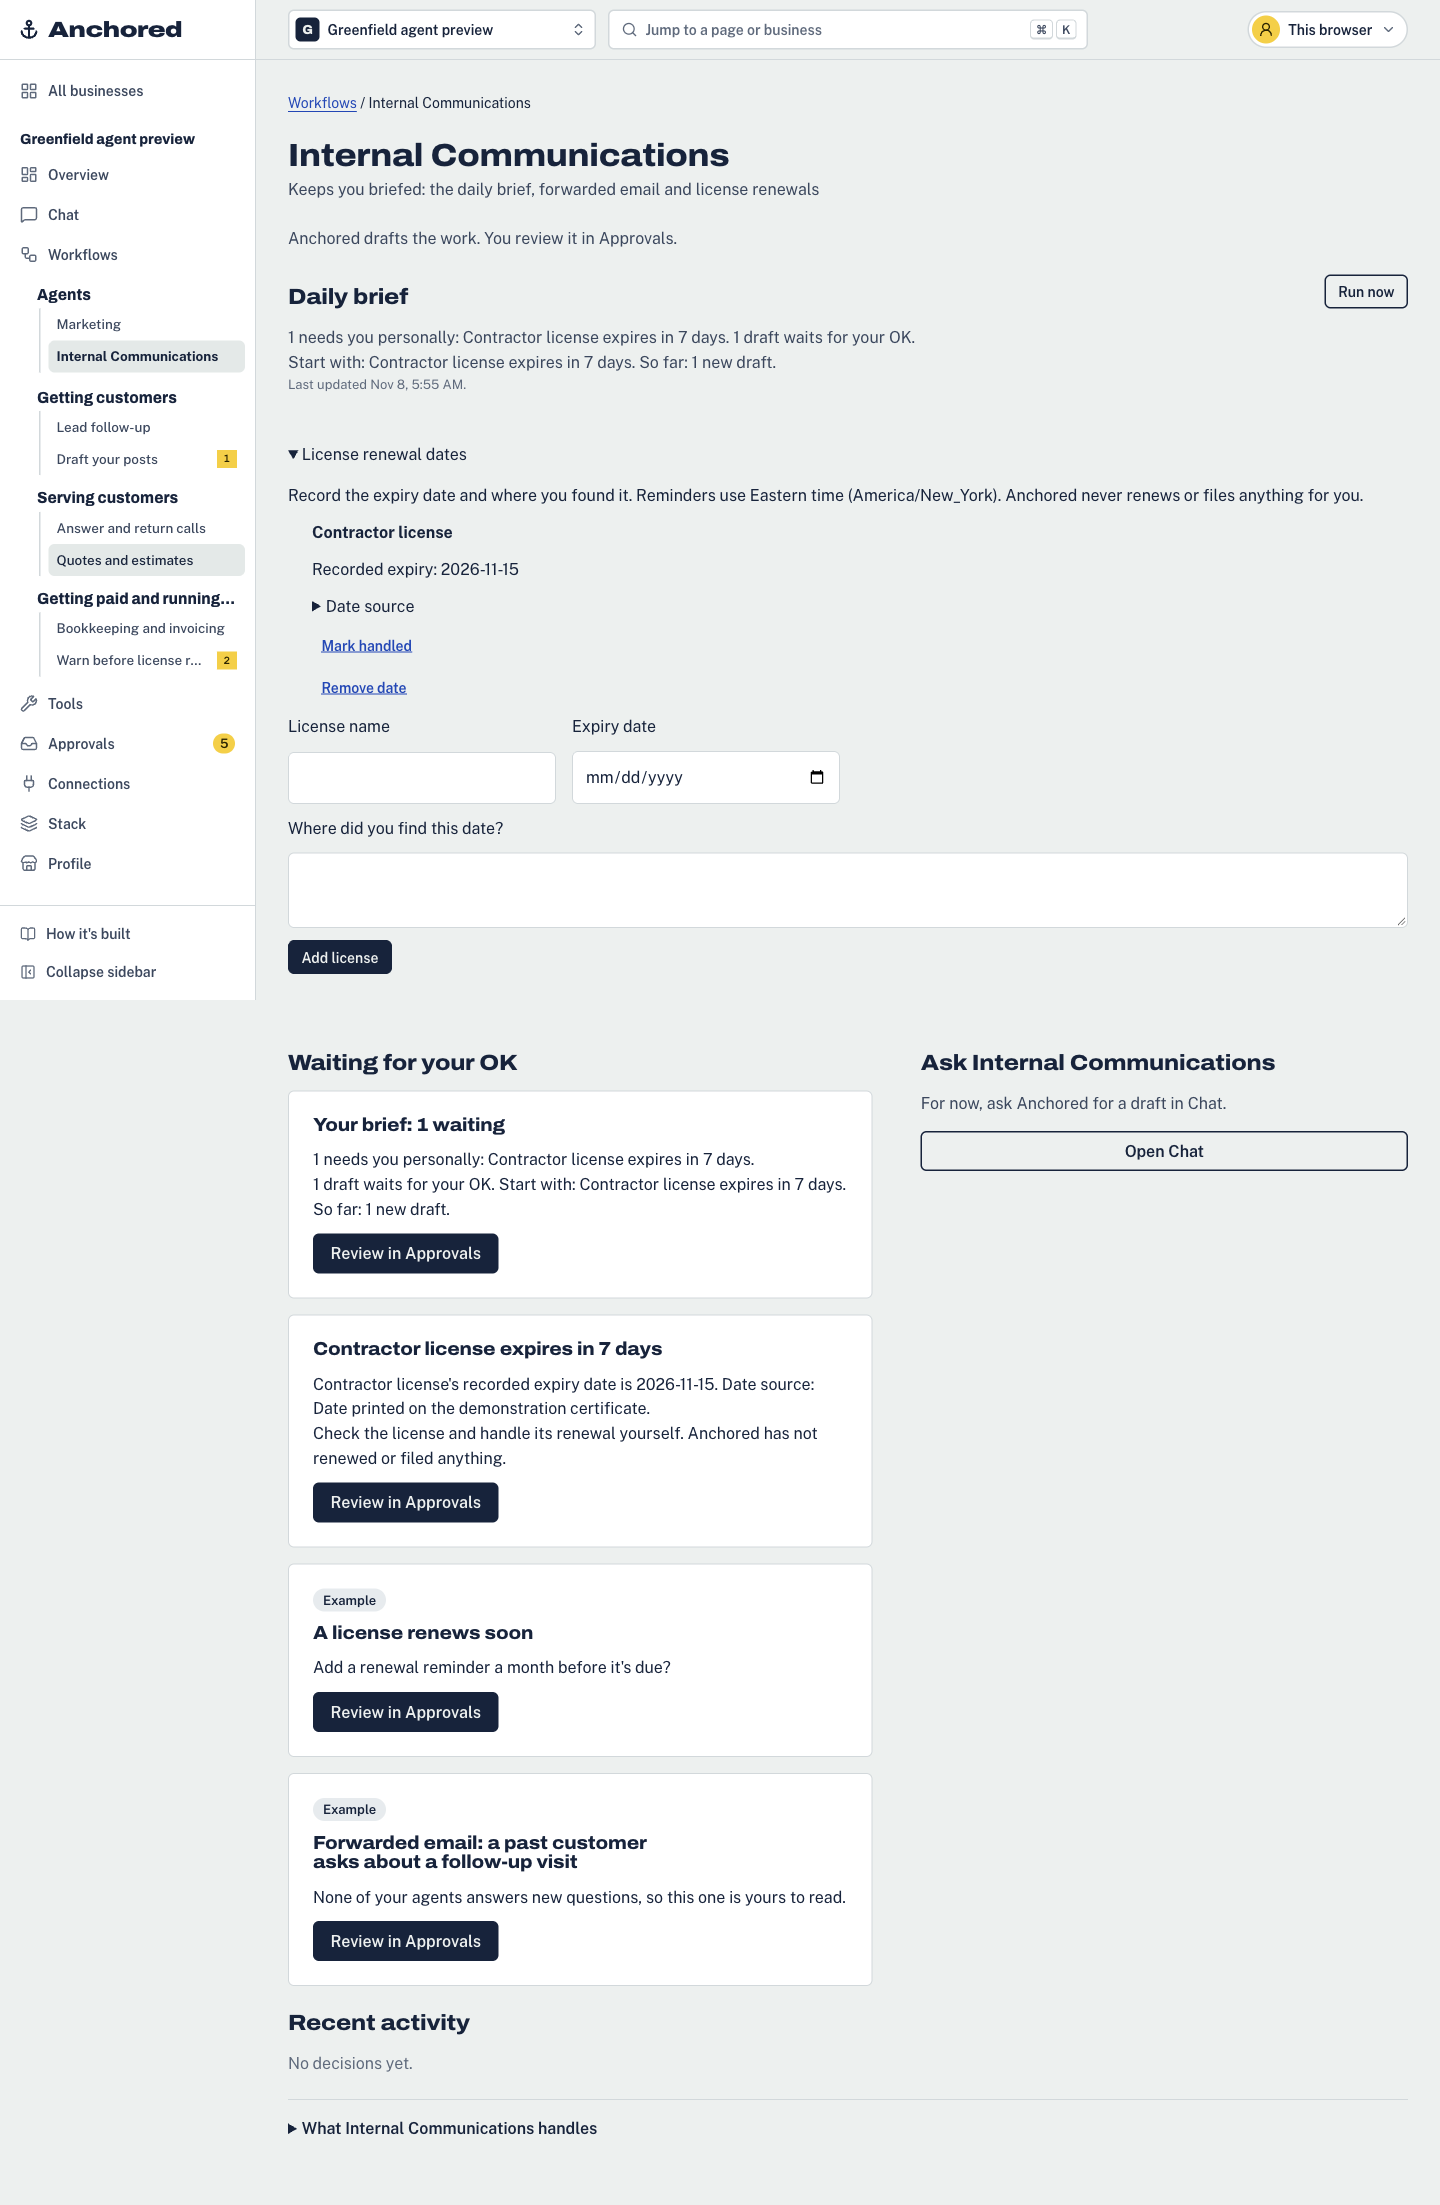 Anchored
G
Greenfield agent preview
Jump to a page or business
⌘ K
This browser
All businesses
Greenfield agent preview
Overview
Chat
Workflows
Agents
Marketing
Internal Communications
Getting customers
Lead follow-up
Draft your posts
1
Serving customers
Answer and return calls
Quotes and estimates
Getting paid and running...
Bookkeeping and invoicing
Warn before license r...
2
Tools
Approvals
5
Connections
Stack
Profile
How it's built
Collapse sidebar
Workflows / Internal Communications
Internal Communications
Keeps you briefed: the daily brief, forwarded email and license renewals
Anchored drafts the work. You review it in Approvals.
Daily brief
Run now
1 needs you personally: Contractor license expires in 7 days. 1 draft waits for your OK.
Start with: Contractor license expires in 7 days. So far: 1 new draft.
Last updated Nov 8, 5:55 AM.
License renewal dates
Record the expiry date and where you found it. Reminders use Eastern time (America/New_York). Anchored never renews or files anything for you.
Contractor license
Recorded expiry: 2026-11-15
Date source
Mark handled
Remove date
License name
Expiry date
mm/dd/yyyy
Where did you find this date?
Add license
Waiting for your OK
Your brief: 1 waiting
1 needs you personally: Contractor license expires in 7 days.
1 draft waits for your OK. Start with: Contractor license expires in 7 days.
So far: 1 new draft.
Review in Approvals
Contractor license expires in 7 days
Contractor license's recorded expiry date is 2026-11-15. Date source:
Date printed on the demonstration certificate.
Check the license and handle its renewal yourself. Anchored has not
renewed or filed anything.
Review in Approvals
Example
A license renews soon
Add a renewal reminder a month before it's due?
Review in Approvals
Example
Forwarded email: a past customer
asks about a follow-up visit
None of your agents answers new questions, so this one is yours to read.
Review in Approvals
Ask Internal Communications
For now, ask Anchored for a draft in Chat.
Open Chat
Recent activity
No decisions yet.
What Internal Communications handles